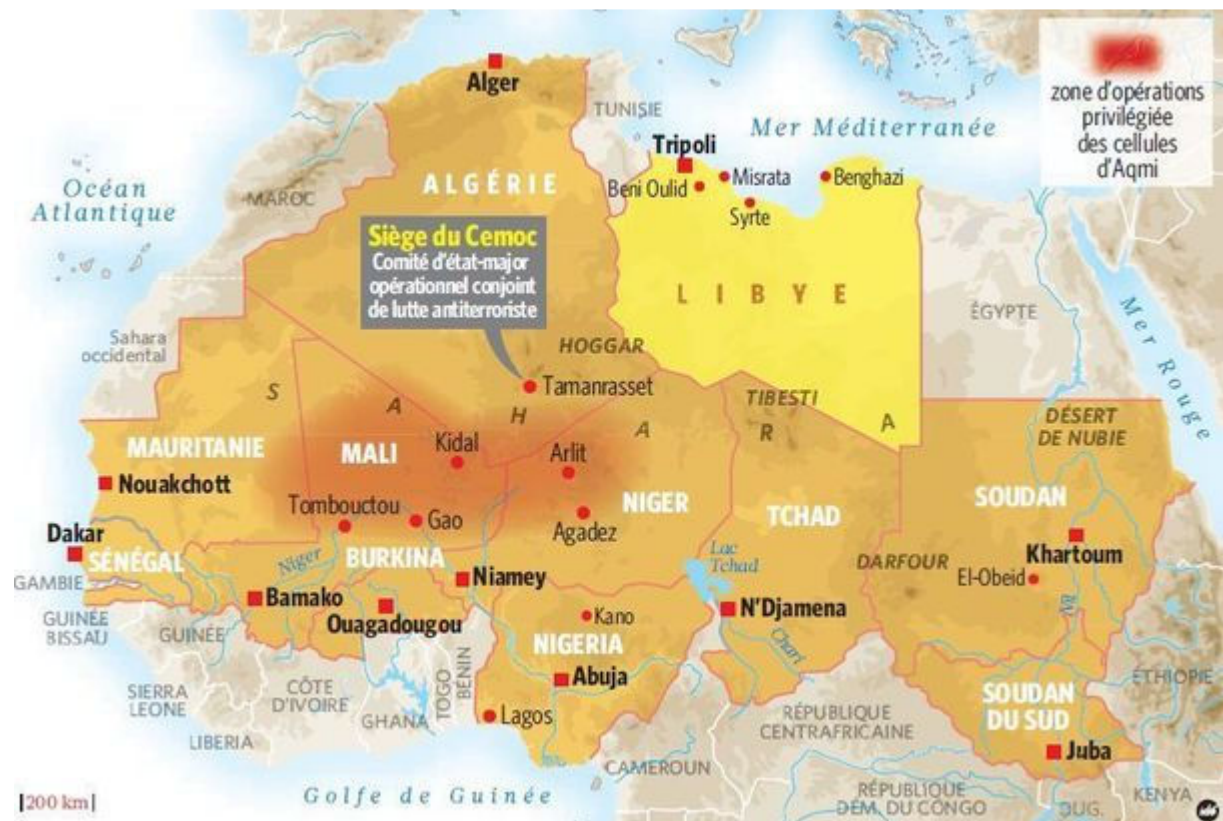 Alger
TUNISIE
Mer Méditerranée
zone d'opérations
privilégiée
des cellules
d'Aqmi
Tripoli
Misrata
Benghazi
Beni Oulid
Syrte
Océan
Atlantique
MAROC
ALGÉRIE
Siège du Cemoc
Comité d'état-major
opérationnel conjoint
de lutte antiterroriste
LIBYE
ÉGYPTE
Mer Rouge
Sahara
occidental
HOGGAR
Tamanrasset
SAHARA
TIBESTI
DÉSERT
DE NUBIE
MAURITANIE
MALI
Kidal
Arlit
Nouakchott
NIGER
TCHAD
SOUDAN
Tombouctou
Gao
Agadez
Dakar
SÉNÉGAL
Niger
BURKINA
Lac
Tchad
DARFOUR
Khartoum
El-Obeid
Nil
GAMBIE
Bamako
Niamey
Ouagadougou
Kano
N'Djamena
Chari
GUINÉE
BISSAU
GUINÉE
NIGERIA
Abuja
SIERRA
LEONE
CÔTE
D'IVOIRE
GHANA
TOGO
BÉNIN
Lagos
LIBERIA
SOUDAN
DU SUD
Juba
ÉTHIOPIE
RÉPUBLIQUE
CENTRAFRICAINE
CAMEROUN
RÉPUBLIQUE
DÉM. DU CONGO
OUG.
KENYA
200 km
Golfe de Guinée